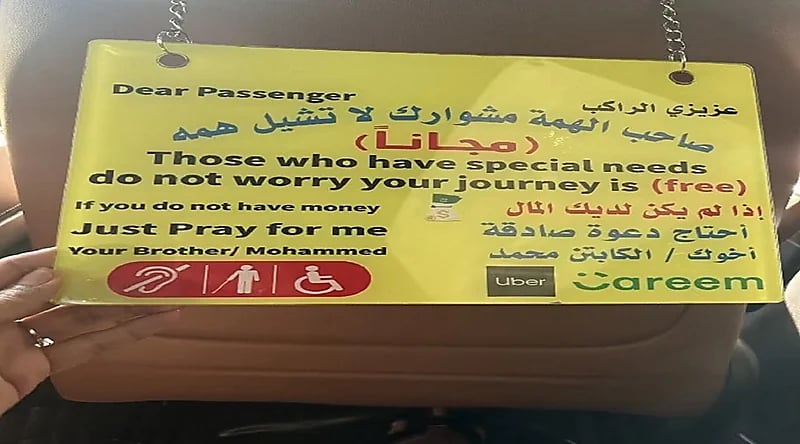 Dear Passenger
عزيزي الراكب
صاحب الهمة مشوارك لا تشيل همه
(مجاناً)
Those who have special needs
do not worry your journey is (free)
If you do not have money
إذا لم يكن لديك المال
Just Pray for me
أحتاج دعوة صادقة
Your Brother/ Mohammed
أخوك / الكابتن محمد
Uber
Careem